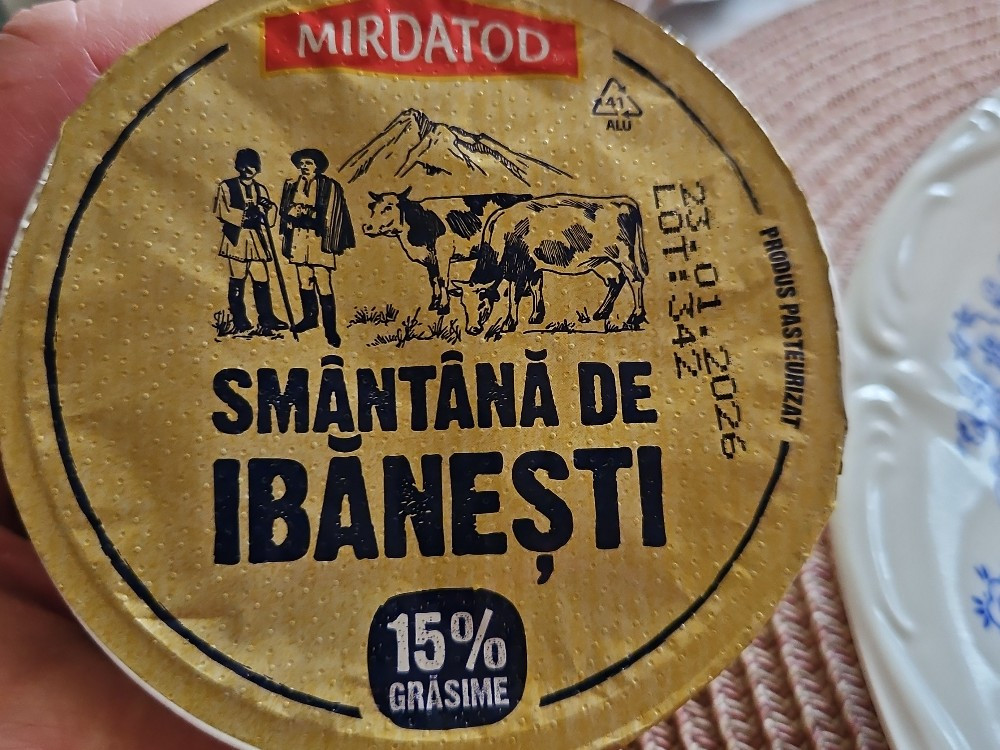 MIRDATOD
41
ALU
23:01:2026
LOT:342
PRODUS PASTEURIZAT
SMÂNTÂNĂ DE
IBĂNEȘTI
15%
GRĂSIME